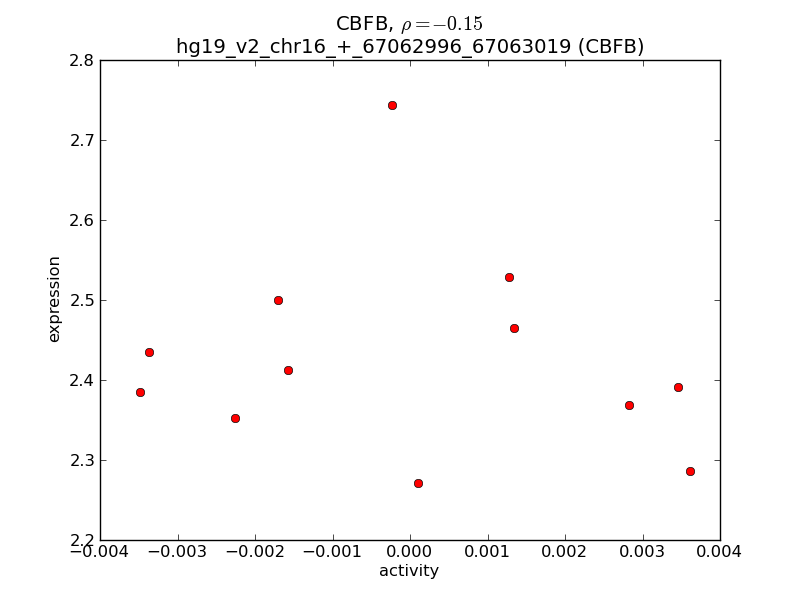 CBFB, ρ=−0.15
hg19_v2_chr16_+_67062996_67063019 (CBFB)
2.8
2.7
2.6
2.5
2.4
2.3
2.2
expression
−0.004 −0.003 −0.002 −0.001 0.000 0.001 0.002 0.003 0.004
activity